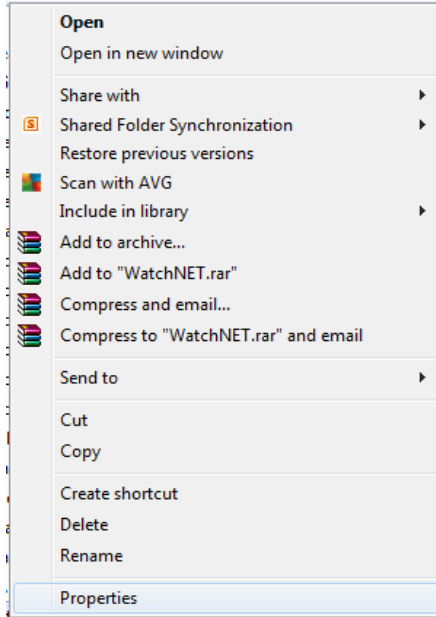 Open
Open in new window
Share with
Shared Folder Synchronization
Restore previous versions
Scan with AVG
Include in library
Add to archive...
Add to "WatchNET.rar"
Compress and email...
Compress to "WatchNET.rar" and email
Send to
Cut
Copy
Create shortcut
Delete
Rename
Properties